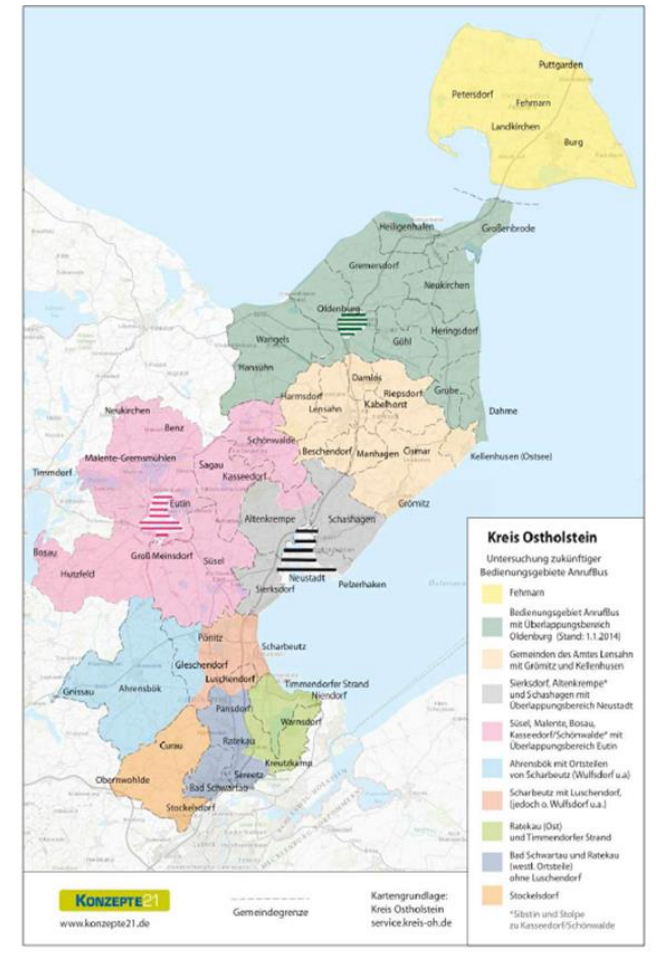 Puttgarden
Petersdorf
Fehmarn
Landkirchen
Burg
Heiligenhafen
Großenbrode
Gremersdorf
Neukirchen
Oldenburg
Heringsdorf
Wangels
Gühl
Hansühn
Damlos
Riepsdorf
Grube
Harmsdorf
Kabelhorst
Lensahn
Dahme
Neukirchen
Benz
Schönwalde
Beschendorf
Manhagen
Cismar
Kellenhusen (Ostsee)
Malente-Gremsmühlen
Sagau
Timmdorf
Kasseedorf
Eutin
Grömitz
Altenkrempe
Schashagen
Bosau
Groß Meinsdorf
Süsel
Hutzfeld
Neustadt
Pelzerhaken
Sierksdorf
Pönitz
Scharbeutz
Gleschendorf
Luschendorf
Timmendorfer Strand
Gnissau
Ahrensbök
Niendorf
Pansdorf
Warnsdorf
Curau
Ratekau
Kreutzkamp
Sereetz
Obernwohlde
Bad Schwartau
Stockelsdorf
Kreis Ostholstein
Untersuchung zukünftiger
Bedienungsgebiete AnrufBus
Fehmarn
Bedienungsgebiet AnrufBus
mit Überlappungsbereich
Oldenburg (Stand: 1.1.2014)
Gemeinden des Amtes Lensahn
mit Grömitz und Kellenhusen
Sierksdorf, Altenkrempe*
und Schashagen mit
Überlappungsbereich Neustadt
Süsel, Malente, Bosau,
Kasseedorf/Schönwalde* mit
Überlappungsbereich Eutin
Ahrensbök mit Ortsteilen
von Scharbeutz (Wulfsdorf u.a)
Scharbeutz mit Luschendorf,
(jedoch o. Wulfsdorf u.a.)
Ratekau (Ost)
und Timmendorfer Strand
Bad Schwartau und Ratekau
(westl. Ortsteile)
ohne Luschendorf
Stockelsdorf
*Sibstin und Stolpe
zu Kasseedorf/Schönwalde
KONZEPTE21
www.konzepte21.de
Gemeindegrenze
Kartengrundlage:
Kreis Ostholstein
service.kreis-oh.de